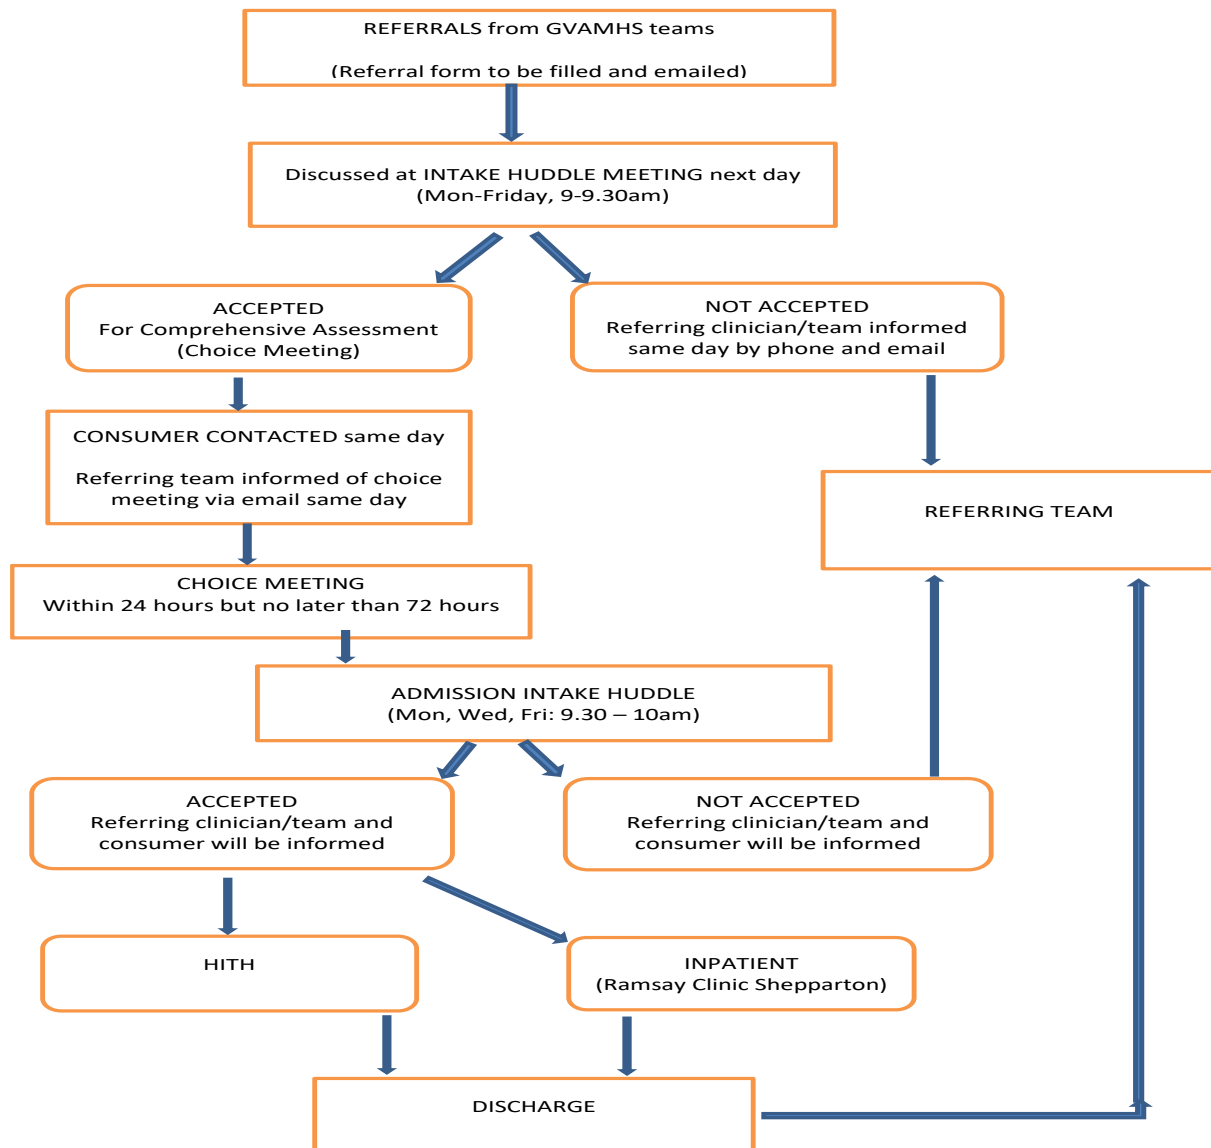 REFERRALS from GVAMHS teams
(Referral form to be filled and emailed)
Discussed at INTAKE HUDDLE MEETING next day
(Mon-Friday, 9-9.30am)
ACCEPTED
For Comprehensive Assessment
(Choice Meeting)
NOT ACCEPTED
Referring clinician/team informed
same day by phone and email
CONSUMER CONTACTED same day
Referring team informed of choice
meeting via email same day
REFERRING TEAM
CHOICE MEETING
Within 24 hours but no later than 72 hours
ADMISSION INTAKE HUDDLE
(Mon, Wed, Fri: 9.30 – 10am)
ACCEPTED
Referring clinician/team and
consumer will be informed
NOT ACCEPTED
Referring clinician/team and
consumer will be informed
HITH
INPATIENT
(Ramsay Clinic Shepparton)
DISCHARGE